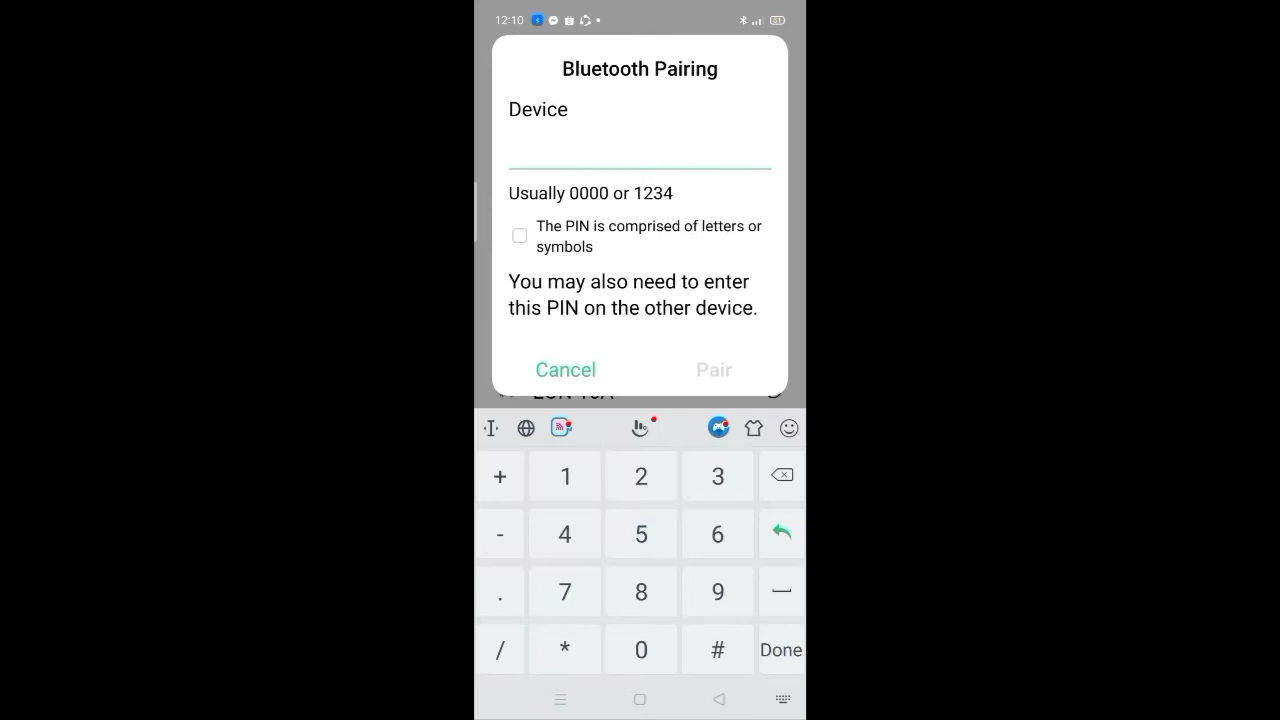 12:10
61
Bluetooth Pairing
Device
Usually 0000 or 1234
The PIN is comprised of letters or
symbols
You may also need to enter
this PIN on the other device.
Cancel Pair
+ 1 2 3
- 4 5 6
. 7 8 9
/ * 0 # Done